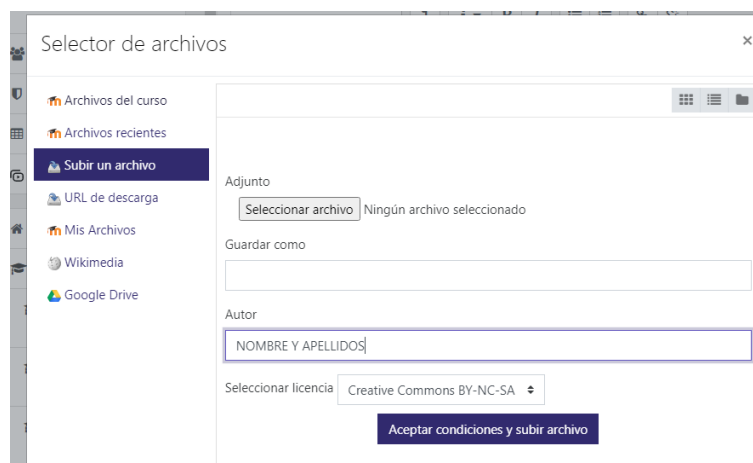 Selector de archivos
×
Archivos del curso
Archivos recientes
Subir un archivo
URL de descarga
Mis Archivos
Wikimedia
Google Drive
Adjunto
Seleccionar archivo Ningún archivo seleccionado
Guardar como
Autor
NOMBRE Y APELLIDOS
Seleccionar licencia Creative Commons BY-NC-SA
Aceptar condiciones y subir archivo